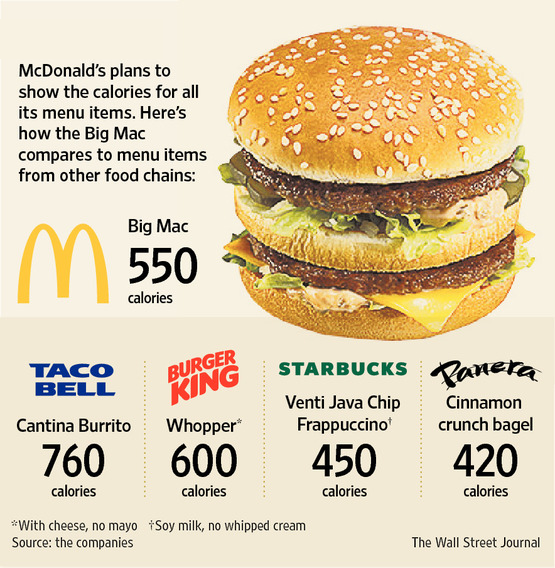 McDonald's plans to
show the calories for all
its menu items. Here's
how the Big Mac
compares to menu items
from other food chains:
Big Mac
550
calories
TACO
BELL
Cantina Burrito
760
calories
BURGER
KING
Whopper*
600
calories
STARBUCKS
Venti Java Chip
Frappuccino†
450
calories
Panera
Cinnamon
crunch bagel
420
calories
*With cheese, no mayo †Soy milk, no whipped cream
Source: the companies
The Wall Street Journal